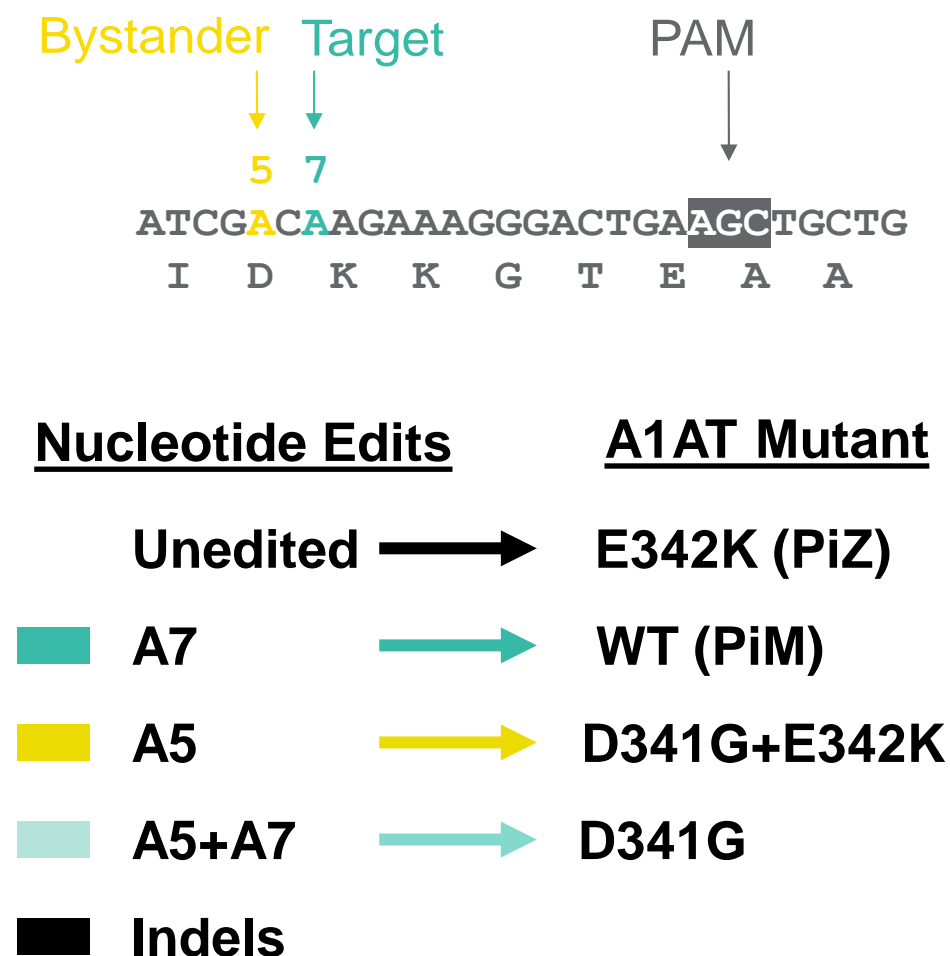 Bystander Target PAM
5 7
ATCGACAAGAAAGGGACTGAAGCTGCTG
I D K K G T E A A
Nucleotide Edits A1AT Mutant
Unedited E342K (PiZ)
A7 WT (PiM)
A5 D341G+E342K
A5+A7 D341G
Indels